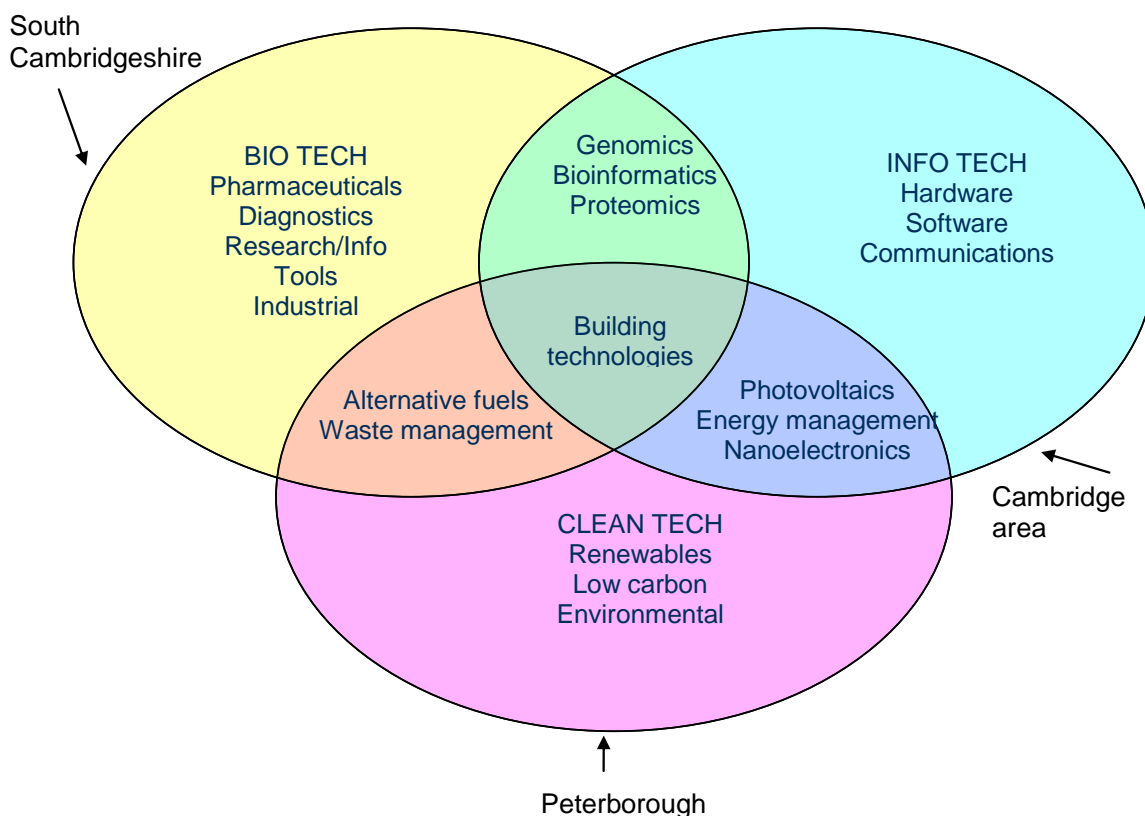 South
Cambridgeshire
BIO TECH
Pharmaceuticals
Diagnostics
Research/Info
Tools
Industrial
Genomics
Bioinformatics
Proteomics
INFO TECH
Hardware
Software
Communications
Building
technologies
Alternative fuels
Waste management
Photovoltaics
Energy management
Nanoelectronics
CLEAN TECH
Renewables
Low carbon
Environmental
Cambridge
area
Peterborough